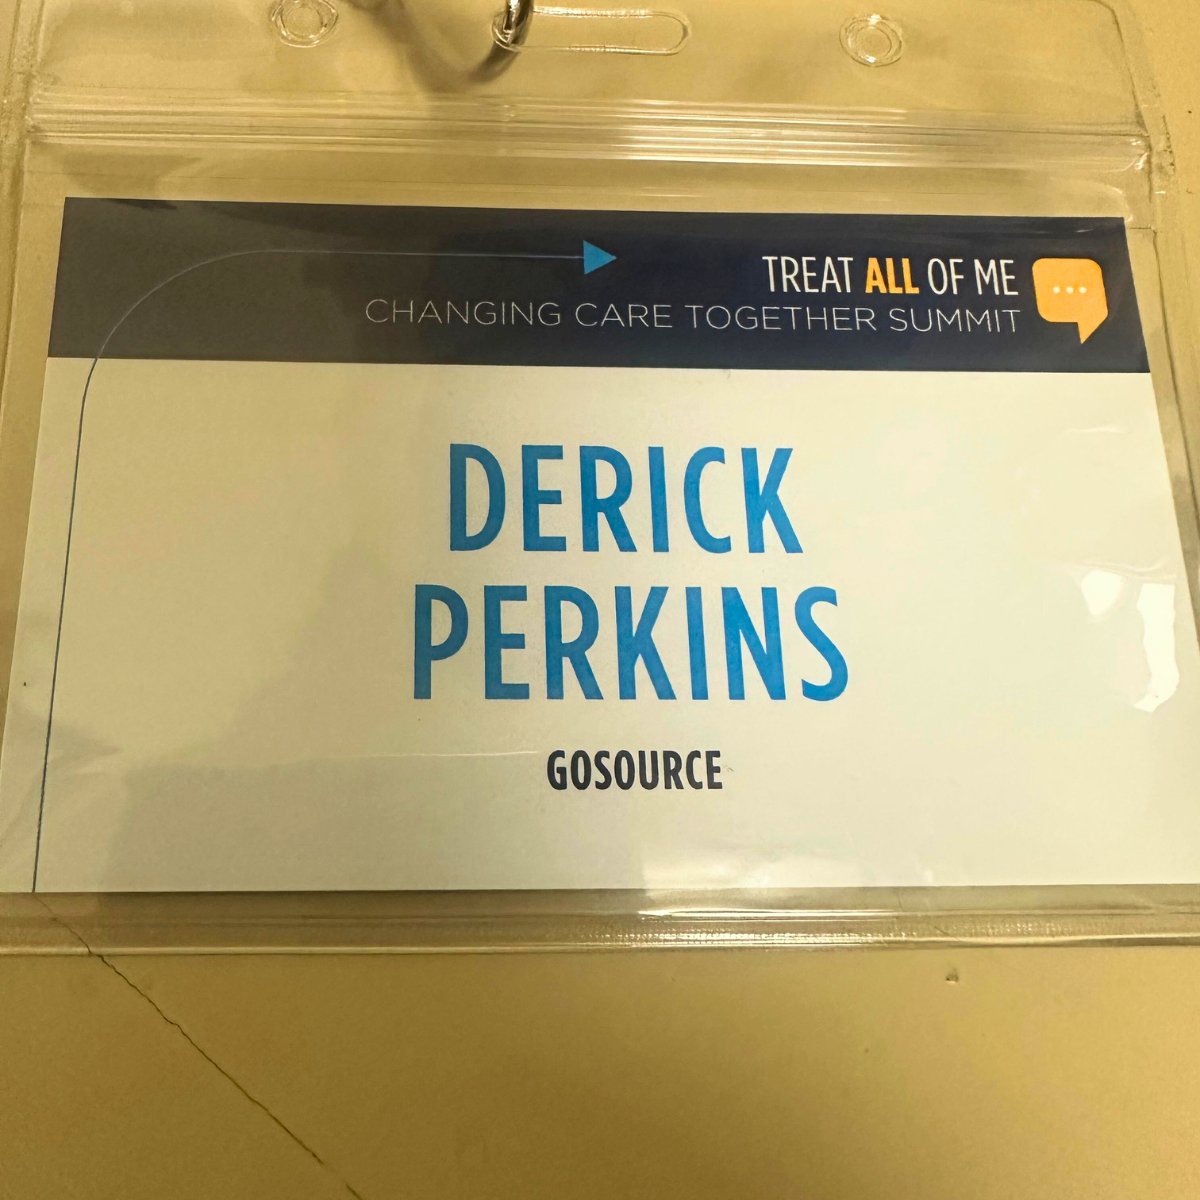 TREAT ALL OF ME
CHANGING CARE TOGETHER SUMMIT
DERICK
PERKINS
GOSOURCE